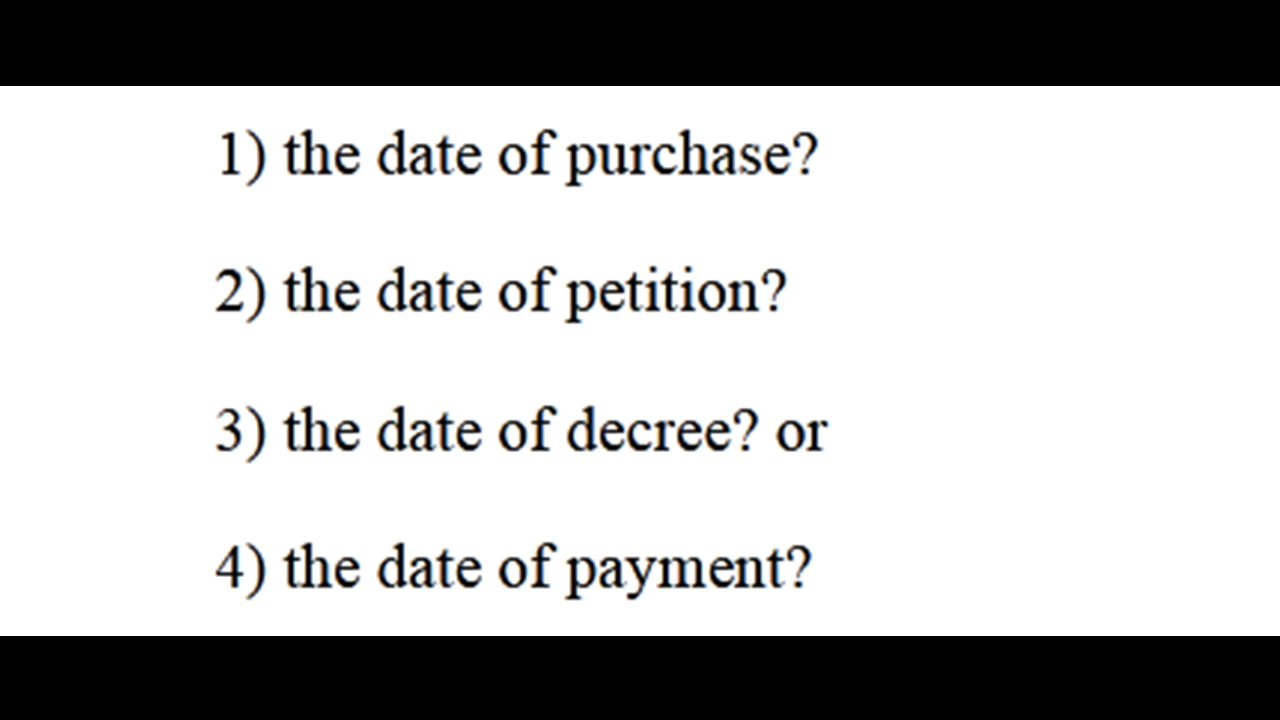 1) the date of purchase?
2) the date of petition?
3) the date of decree? or
4) the date of payment?